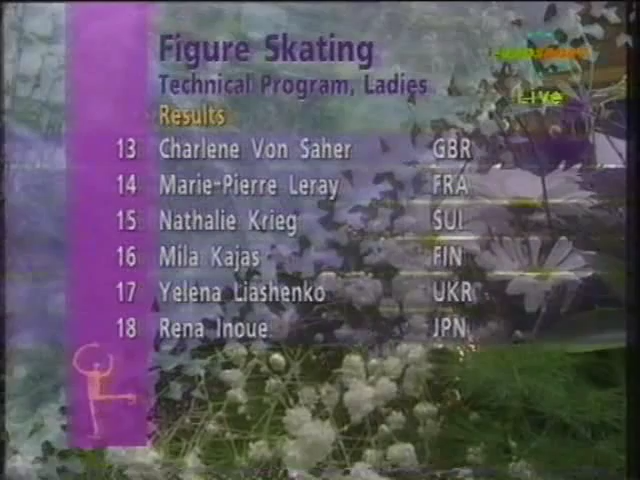 Figure Skating
Technical Program, Ladies
Live
Results
13 Charlene Von Saher GBR
14 Marie-Pierre Leray FRA
15 Nathalie Krieg SUI
16 Mila Kajas FIN
17 Yelena Liashenko UKR
18 Rena Inoue JPN